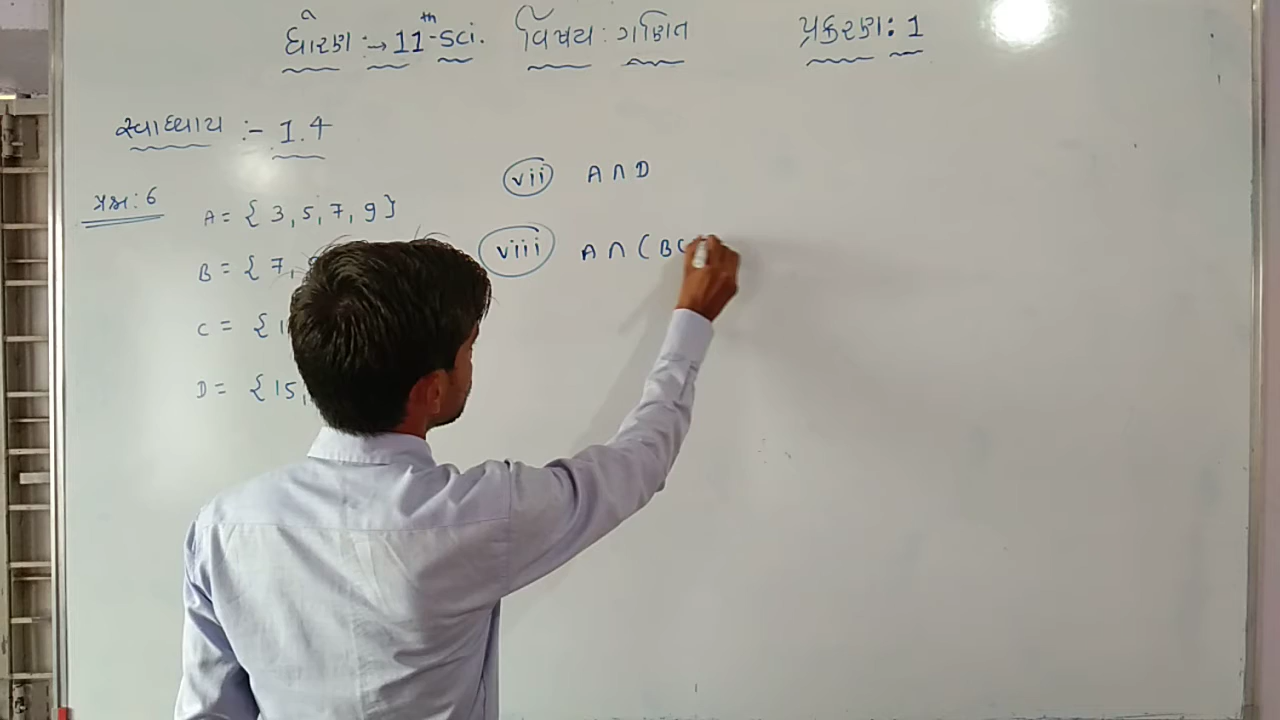 ધોરણ :→ 11th-sci. વિષય : ગણિત પ્રકરણ : 1
સ્વાધ્યાય :- 1.4
પ્રશ્ન : 6
A = { 3, 5, 7, 9 }
B = { 7,
C = { 1
D = { 15,
vii A ∩ D
viii A ∩ ( B